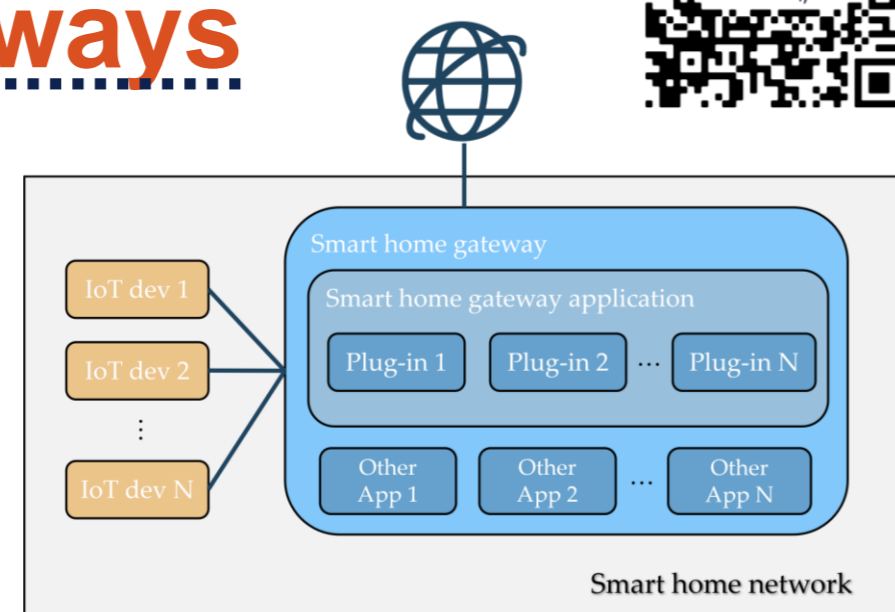 ways
Smart home gateway
Smart home gateway application
IoT dev 1
IoT dev 2
⋮
IoT dev N
Plug-in 1
Plug-in 2
...
Plug-in N
Other
App 1
Other
App 2
...
Other
App N
Smart home network